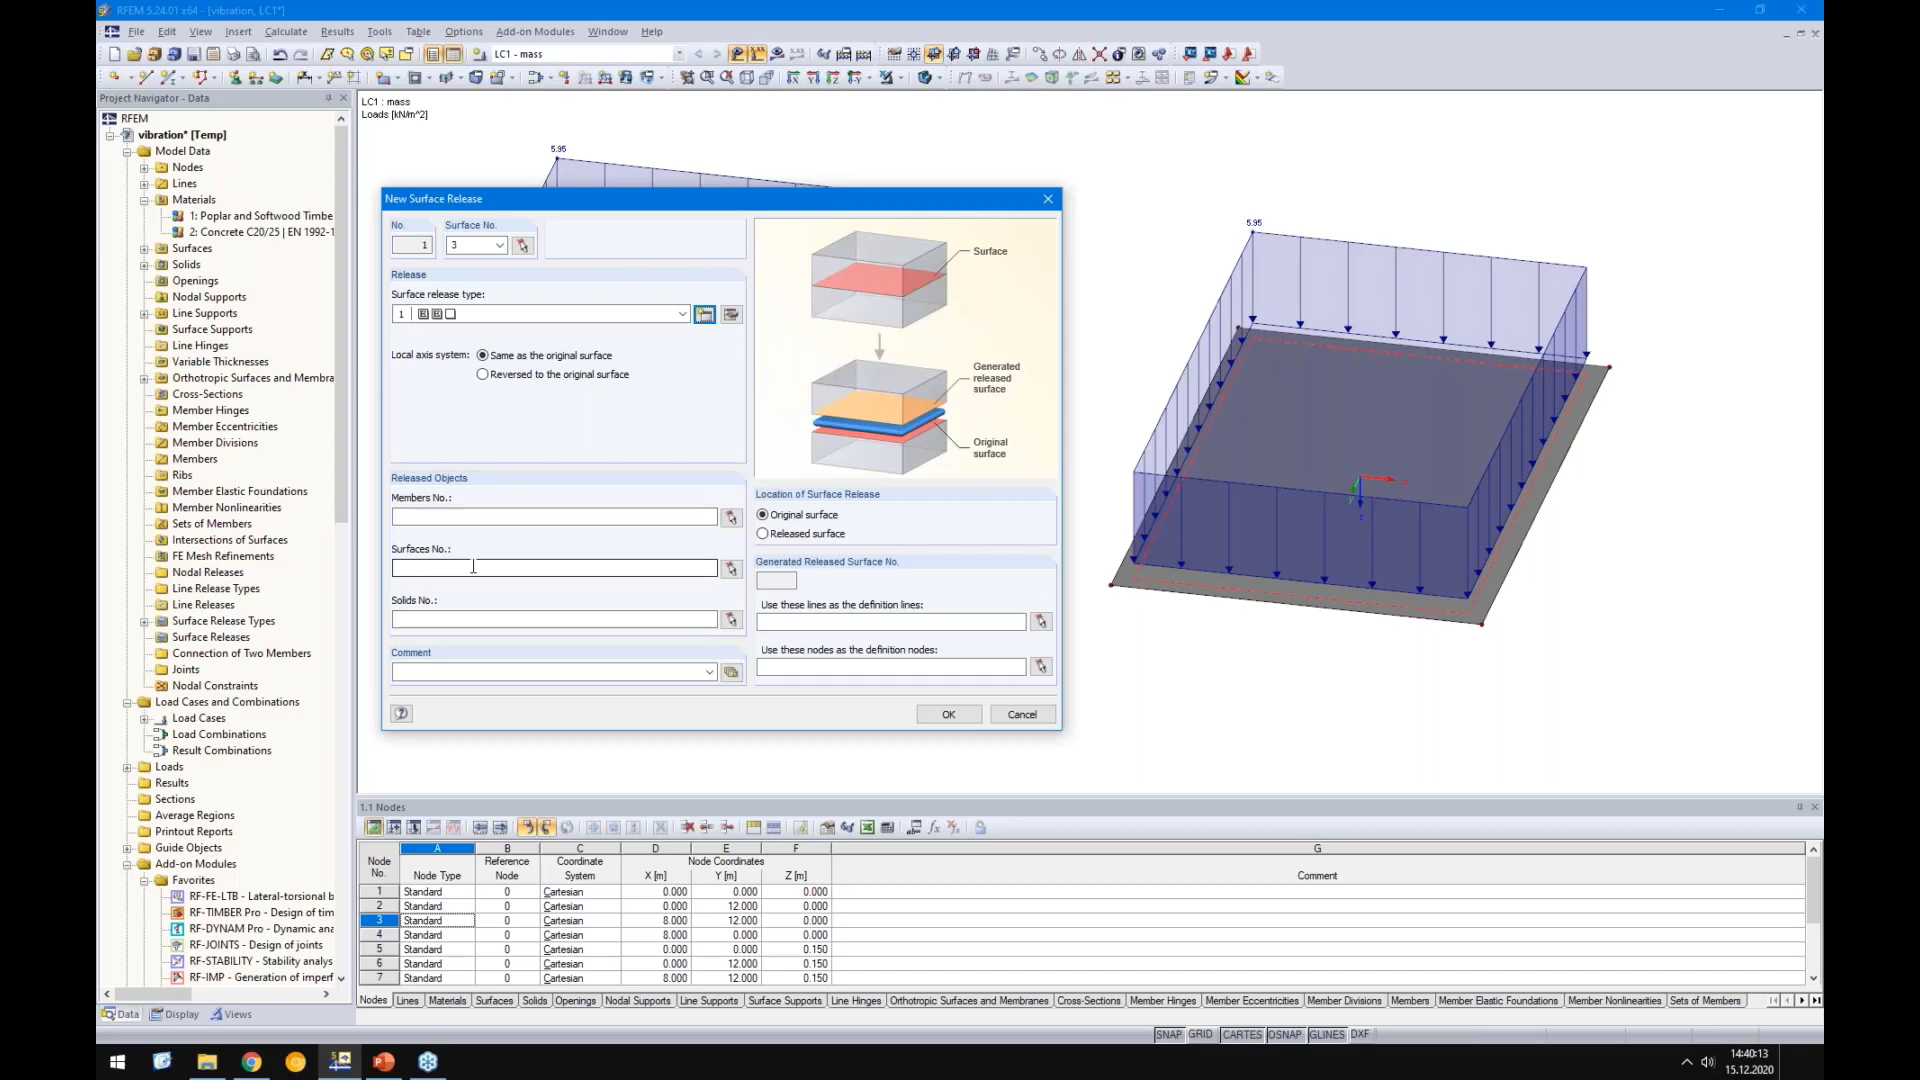 RFEM 5.24.01 x64 - [vibration, LC1*]
File Edit View Insert Calculate Results Tools Table Options Add-on Modules Window Help
LC1 - mass
Project Navigator - Data
RFEM
vibration* [Temp]
Model Data
Nodes
Lines
Materials
1: Poplar and Softwood Timbe
2: Concrete C20/25 | EN 1992-1
Surfaces
Solids
Openings
Nodal Supports
Line Supports
Surface Supports
Line Hinges
Variable Thicknesses
Orthotropic Surfaces and Membra
Cross-Sections
Member Hinges
Member Eccentricities
Member Divisions
Members
Ribs
Member Elastic Foundations
Member Nonlinearities
Sets of Members
Intersections of Surfaces
FE Mesh Refinements
Nodal Releases
Line Release Types
Line Releases
Surface Release Types
Surface Releases
Connection of Two Members
Joints
Nodal Constraints
Load Cases and Combinations
Load Cases
Load Combinations
Result Combinations
Loads
Results
Sections
Average Regions
Printout Reports
Guide Objects
Add-on Modules
Favorites
RF-FE-LTB - Lateral-torsional b
RF-TIMBER Pro - Design of tim
RF-DYNAM Pro - Dynamic ana
RF-JOINTS - Design of joints
RF-STABILITY - Stability analys
RF-IMP - Generation of imperf
Data Display Views
LC1 : mass
Loads [kN/m^2]
5.95
5.95
x
y
z
New Surface Release
No. Surface No.
1 3
Release
Surface release type:
1
Local axis system: Same as the original surface
Reversed to the original surface
Released Objects
Members No.:
Surfaces No.:
Solids No.:
Comment
Surface
Generated
released
surface
Original
surface
Location of Surface Release
Original surface
Released surface
Generated Released Surface No.
Use these lines as the definition lines:
Use these nodes as the definition nodes:
OK Cancel
1.1 Nodes
A B C D E F G
Node No. Node Type Reference Node Coordinate System Node Coordinates X [m] Y [m] Z [m] Comment
1 Standard 0 Cartesian 0.000 0.000 0.000
2 Standard 0 Cartesian 0.000 12.000 0.000
3 Standard 0 Cartesian 8.000 12.000 0.000
4 Standard 0 Cartesian 8.000 0.000 0.000
5 Standard 0 Cartesian 0.000 0.000 0.150
6 Standard 0 Cartesian 0.000 12.000 0.150
7 Standard 0 Cartesian 8.000 12.000 0.150
Nodes Lines Materials Surfaces Solids Openings Nodal Supports Line Supports Surface Supports Line Hinges Orthotropic Surfaces and Membranes Cross-Sections Member Hinges Member Eccentricities Member Divisions Members Member Elastic Foundations Member Nonlinearities Sets of Members
SNAP GRID CARTES OSNAP GLINES DXF
14:40:13
15.12.2020